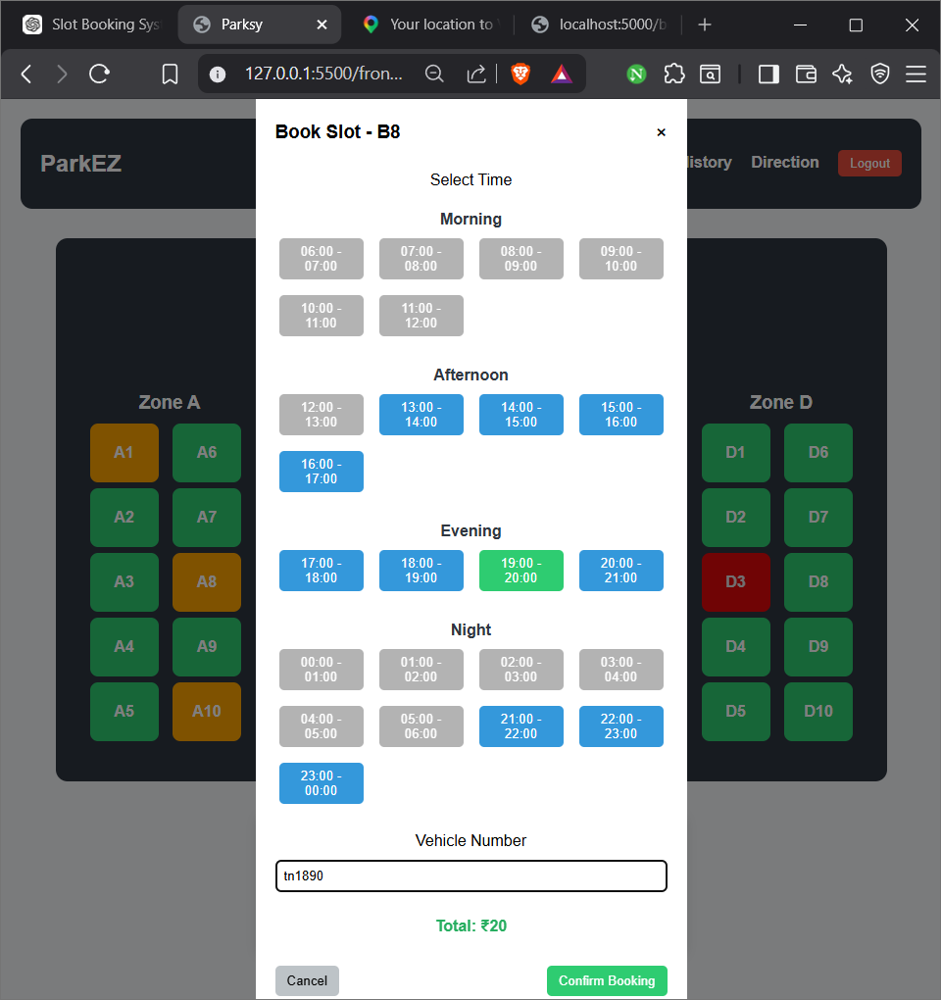 Slot Booking Sys
Parksy
Your location to
localhost:5000/b
127.0.0.1:5500/fron...
Book Slot - B8
×
ParkEZ
istory
Direction
Logout
Select Time
Morning
06:00 -
07:00
07:00 -
08:00
08:00 -
09:00
09:00 -
10:00
10:00 -
11:00
11:00 -
12:00
Afternoon
12:00 -
13:00
13:00 -
14:00
14:00 -
15:00
15:00 -
16:00
16:00 -
17:00
Evening
17:00 -
18:00
18:00 -
19:00
19:00 -
20:00
20:00 -
21:00
Night
00:00 -
01:00
01:00 -
02:00
02:00 -
03:00
03:00 -
04:00
04:00 -
05:00
05:00 -
06:00
21:00 -
22:00
22:00 -
23:00
23:00 -
00:00
Vehicle Number
tn1890
Total: ₹20
Cancel
Confirm Booking
Zone A
A1 A6
A2 A7
A3 A8
A4 A9
A5 A10
Zone D
D1 D6
D2 D7
D3 D8
D4 D9
D5 D10